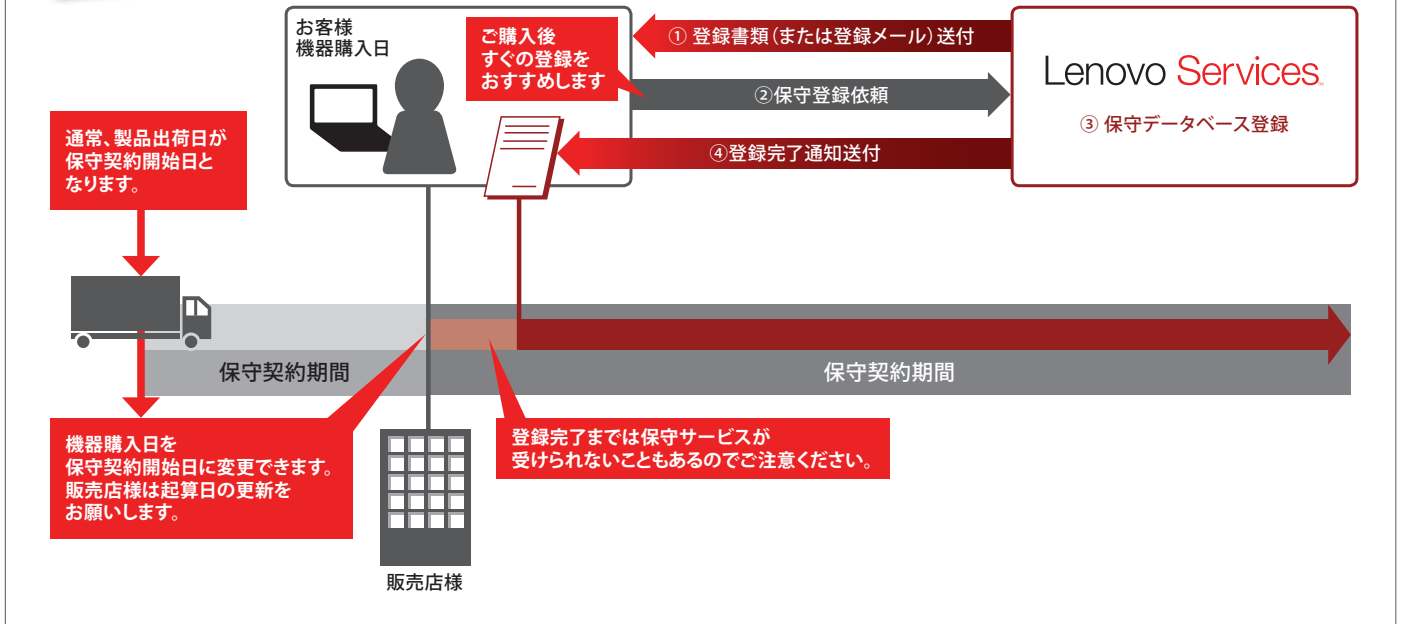 お客様
機器購入日
ご購入後
すぐの登録を
おすすめします
① 登録書類（または登録メール）送付
②保守登録依頼
④登録完了通知送付
Lenovo Services™
③ 保守データベース登録
通常、製品出荷日が
保守契約開始日と
なります。
保守契約期間
保守契約期間
機器購入日を
保守契約開始日に変更できます。
販売店様は起算日の更新を
お願いします。
登録完了までは保守サービスが
受けられないこともあるのでご注意ください。
販売店様